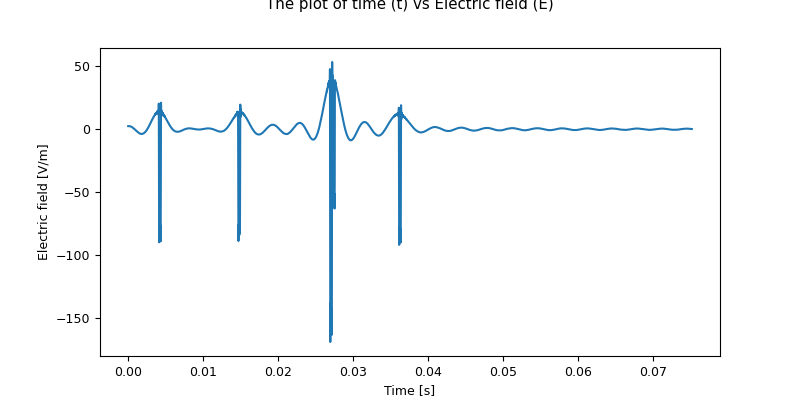 The plot of time (t) vs Electric field (E)
50
0
−50
−100
−150
Electric field [V/m]
0.00 0.01 0.02 0.03 0.04 0.05 0.06 0.07
Time [s]